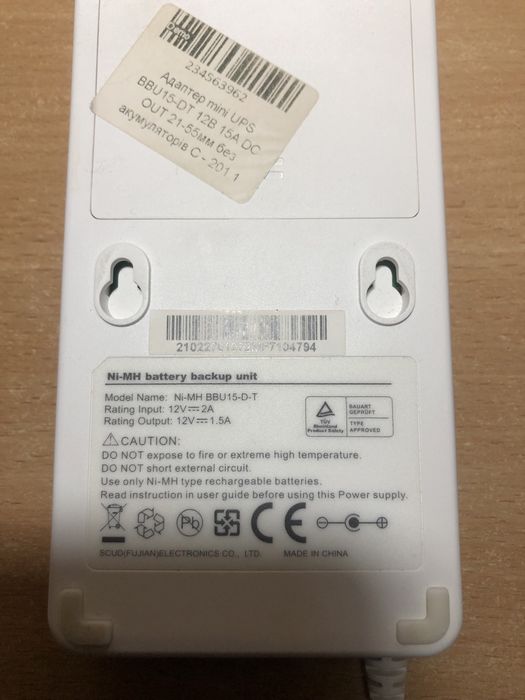 Demo
234563962
Адаптер mini UPS
BBU15-DT 12В 15А DC
OUT 21-55мм без
акумуляторів С - 201 1
Ni-MH battery backup unit
Model Name: Ni-MH BBU15-D-T
Rating Input: 12V⎓2A
Rating Output: 12V⎓1.5A
⚠CAUTION:
DO NOT expose to fire or extreme high temperature.
DO NOT short external circuit.
Use only Ni-MH type rechargeable batteries.
Read instruction in user guide before using this Power supply.
TÜV
Rheinland
Product Safety
BAUART
GEPRÜFT
TYPE
APPROVED
Pb
CE
SCUD(FUJIAN)ELECTRONICS CO., LTD. MADE IN CHINA